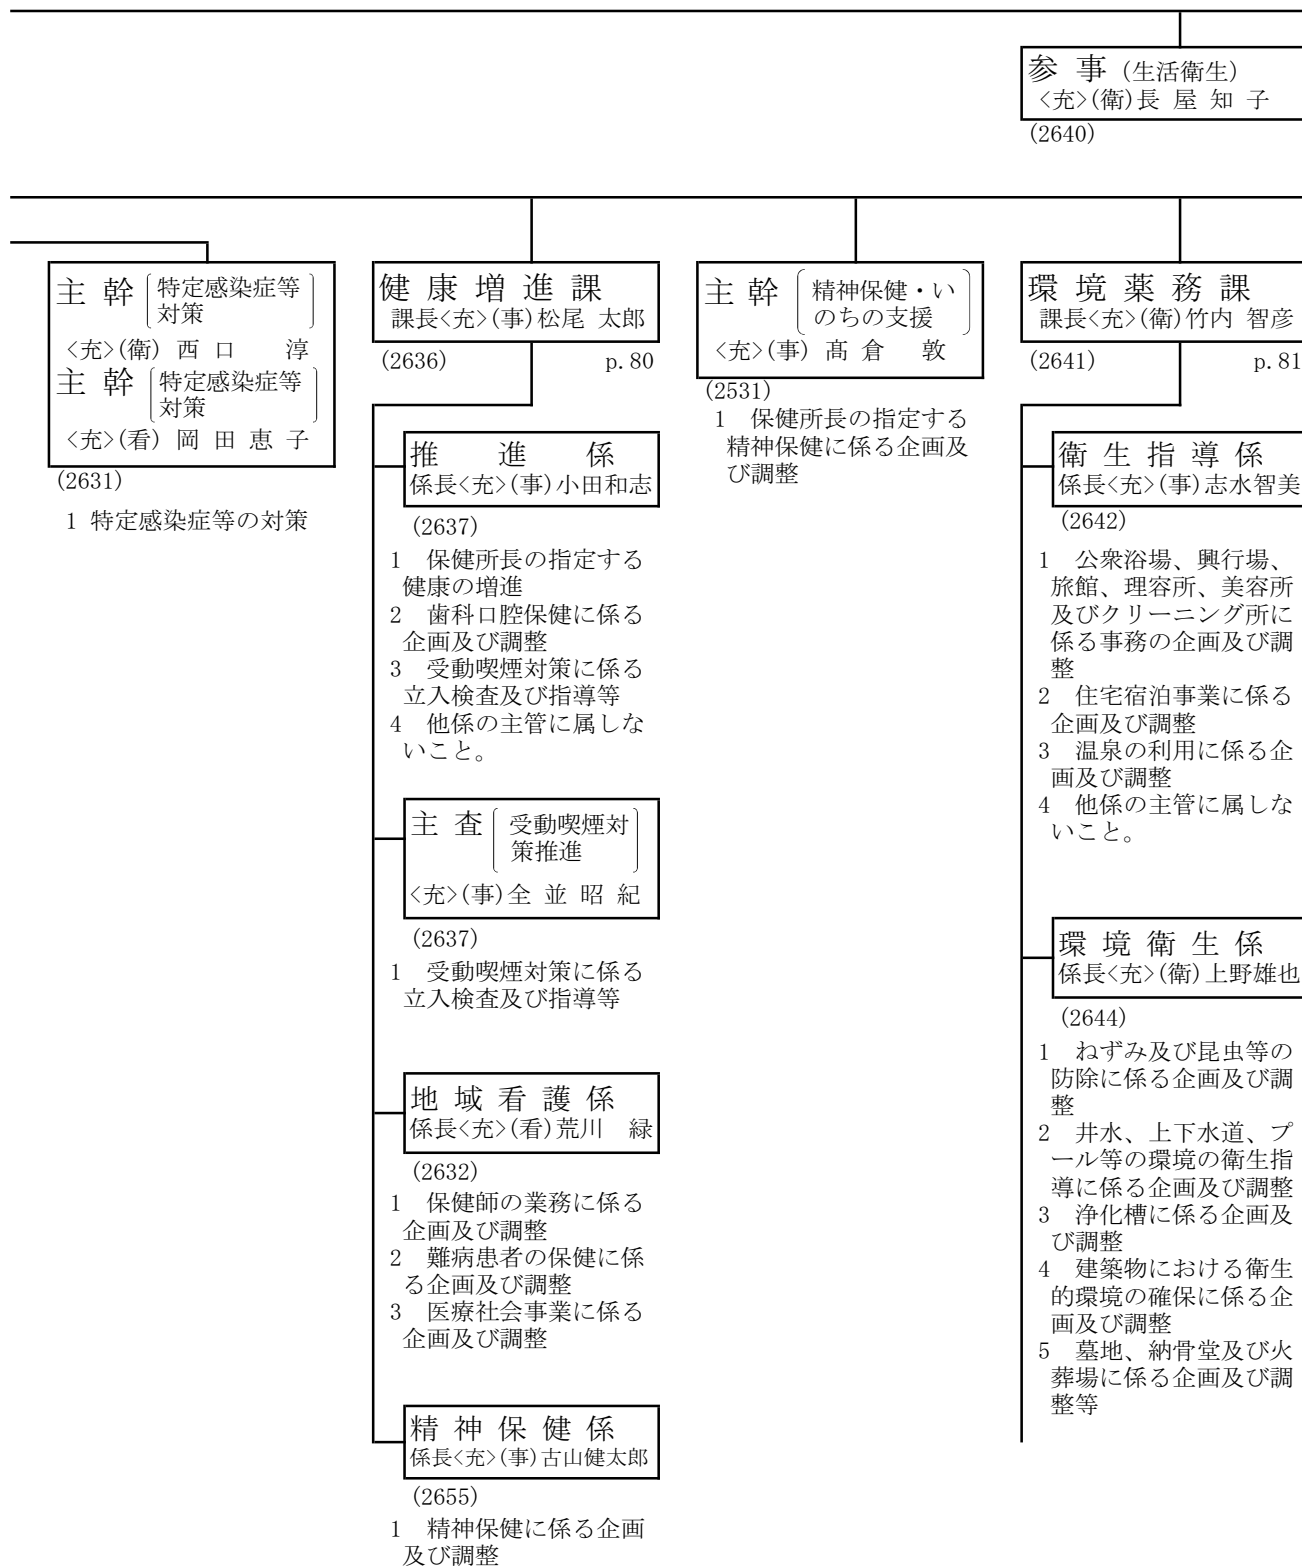 参 事 (生活衛生)
<充>(衛)長 屋 知 子
(2640)
主 幹 特定感染症等
対策
<充>(衛) 西 口 淳
主 幹 特定感染症等
対策
<充>(看) 岡 田 恵 子
(2631)
1 特定感染症等の対策
健 康 増 進 課
課長<充>(事)松尾 太郎
(2636) p.80
推 進 係
係長<充>(事)小田和志
(2637)
1 保健所長の指定する
健康の増進
2 歯科口腔保健に係る
企画及び調整
3 受動喫煙対策に係る
立入検査及び指導等
4 他係の主管に属しな
いこと。
主 査 受動喫煙対
策推進
<充>(事)全 並 昭 紀
(2637)
1 受動喫煙対策に係る
立入検査及び指導等
地 域 看 護 係
係長<充>(看)荒川 緑
(2632)
1 保健師の業務に係る
企画及び調整
2 難病患者の保健に係
る企画及び調整
3 医療社会事業に係る
企画及び調整
精 神 保 健 係
係長<充>(事)古山健太郎
(2655)
1 精神保健に係る企画
及び調整
主 幹 精神保健・い
のちの支援
<充>(事) 髙 倉 敦
(2531)
1 保健所長の指定する
精神保健に係る企画及
び調整
環 境 薬 務 課
課長<充>(衛)竹内 智彦
(2641) p.81
衛 生 指 導 係
係長<充>(事)志水智美
(2642)
1 公衆浴場、興行場、
旅館、理容所、美容所
及びクリーニング所に
係る事務の企画及び調
整
2 住宅宿泊事業に係る
企画及び調整
3 温泉の利用に係る企
画及び調整
4 他係の主管に属しな
いこと。
環 境 衛 生 係
係長<充>(衛)上野雄也
(2644)
1 ねずみ及び昆虫等の
防除に係る企画及び調
整
2 井水、上下水道、プ
ール等の環境の衛生指
導に係る企画及び調整
3 浄化槽に係る企画及
び調整
4 建築物における衛生
的環境の確保に係る企
画及び調整
5 墓地、納骨堂及び火
葬場に係る企画及び調
整等